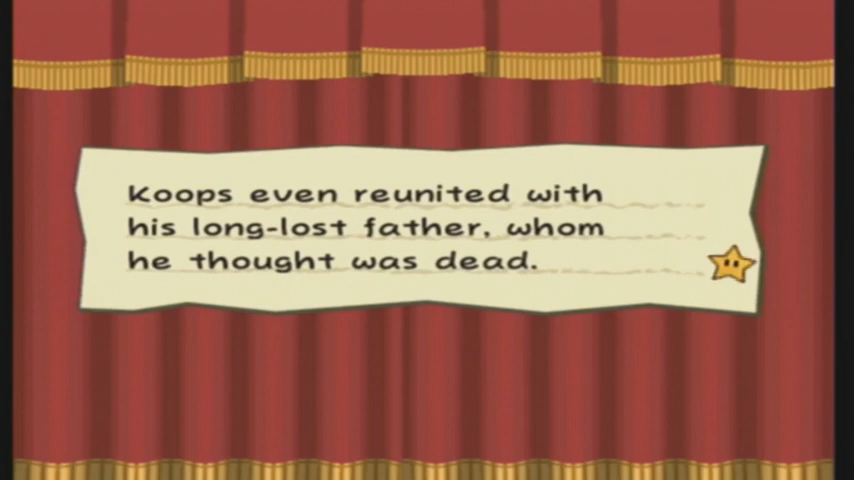 Koops even reunited with
his long-lost father, whom
he thought was dead.